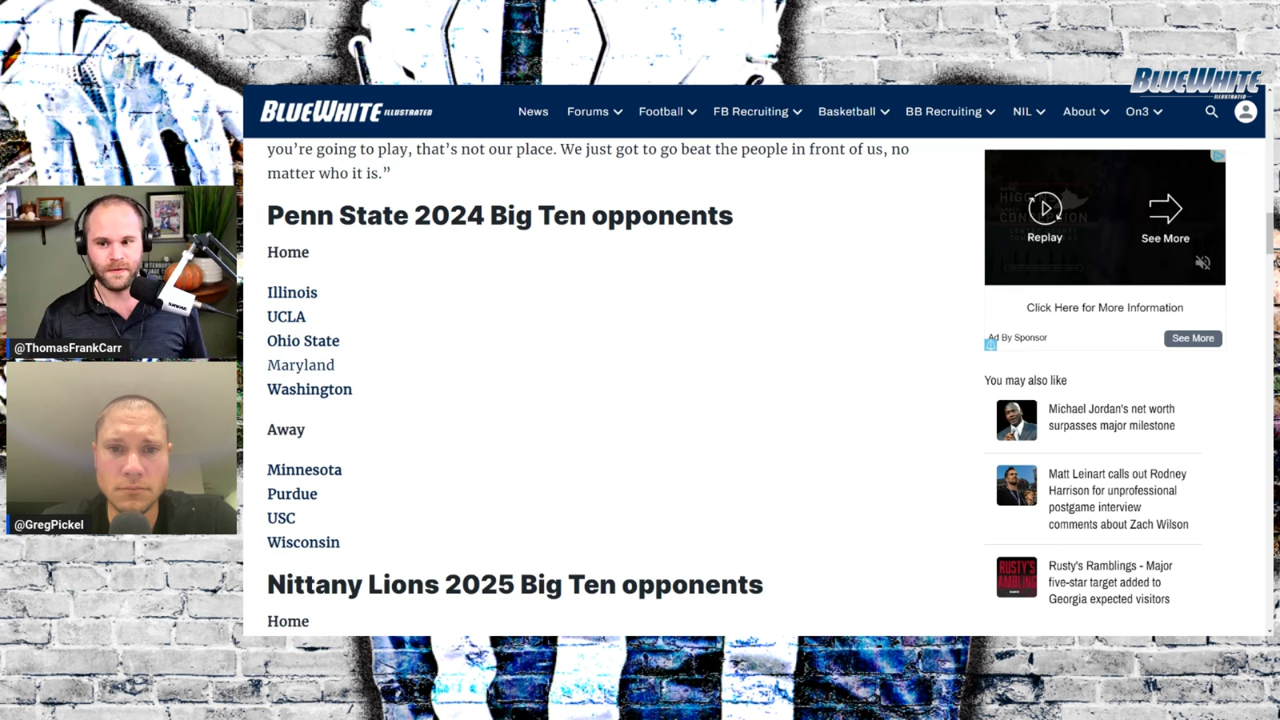 BLUEWHITE
ILLUSTRATED
BLUEWHITE ILLUSTRATED
News Forums Football FB Recruiting Basketball BB Recruiting NIL About On3
you're going to play, that's not our place. We just got to go beat the people in front of us, no
matter who it is.”
Penn State 2024 Big Ten opponents
Home
Illinois
UCLA
Ohio State
Maryland
Washington
Away
Minnesota
Purdue
USC
Wisconsin
Nittany Lions 2025 Big Ten opponents
Home
Replay
See More
Click Here for More Information
Ad By Sponsor
See More
You may also like
Michael Jordan's net worth
surpasses major milestone
Matt Leinart calls out Rodney
Harrison for unprofessional
postgame interview
comments about Zach Wilson
RUSTY'S
RAMBLINGS
Rusty's Ramblings - Major
five-star target added to
Georgia expected visitors
SHURE
@ThomasFrankCarr
@GregPickel